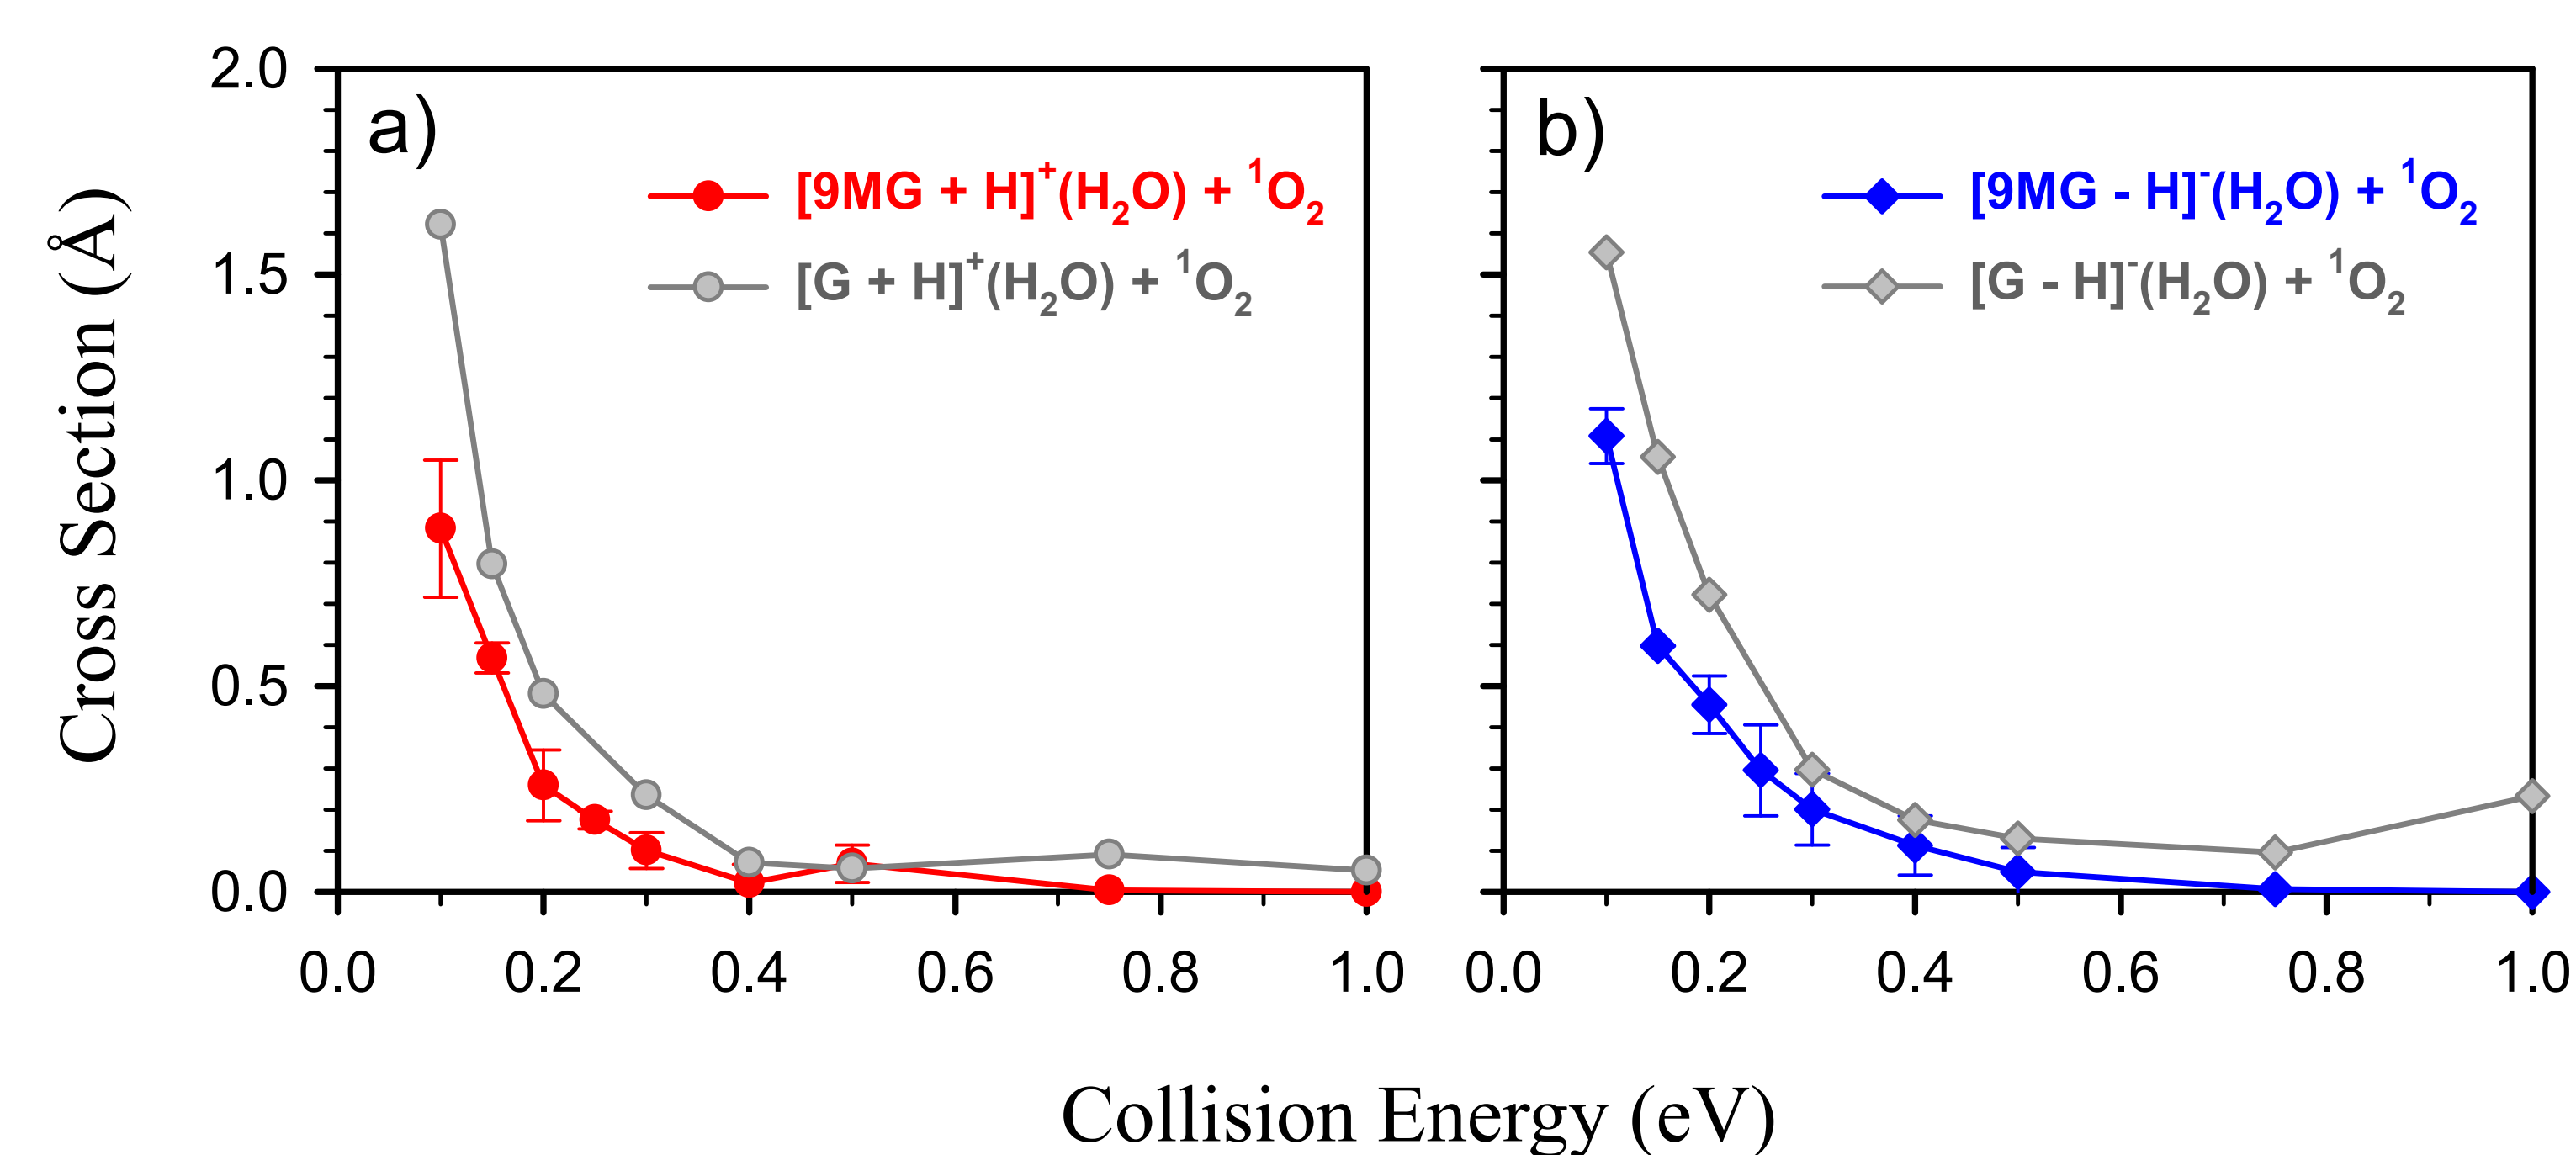 a)
[9MG + H]⁺(H₂O) + ¹O₂
[G + H]⁺(H₂O) + ¹O₂
b)
[9MG - H]⁻(H₂O) + ¹O₂
[G - H]⁻(H₂O) + ¹O₂
Cross Section (Å)
2.0
1.5
1.0
0.5
0.0
0.0 0.2 0.4 0.6 0.8 1.0
0.0 0.2 0.4 0.6 0.8 1.0
Collision Energy (eV)